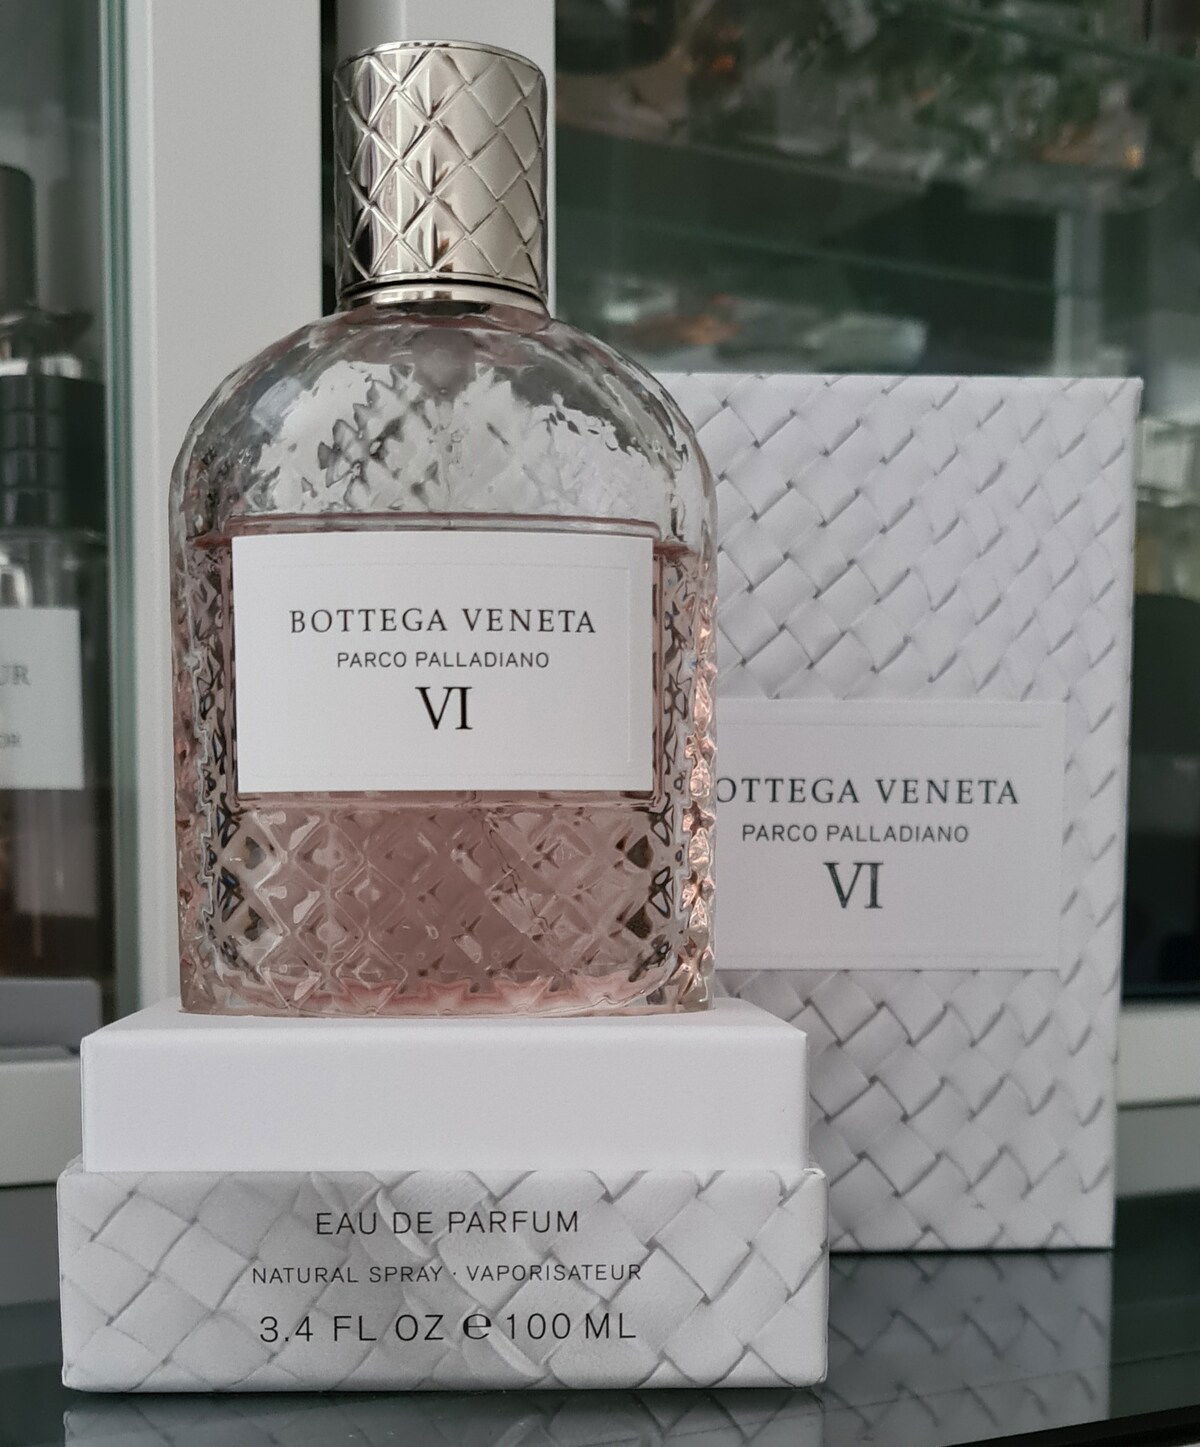 BOTTEGA VENETA
PARCO PALLADIANO
VI
OTTEGA VENETA
PARCO PALLADIANO
VI
EAU DE PARFUM
NATURAL SPRAY · VAPORISATEUR
3.4 FL OZ ℮ 100 ML